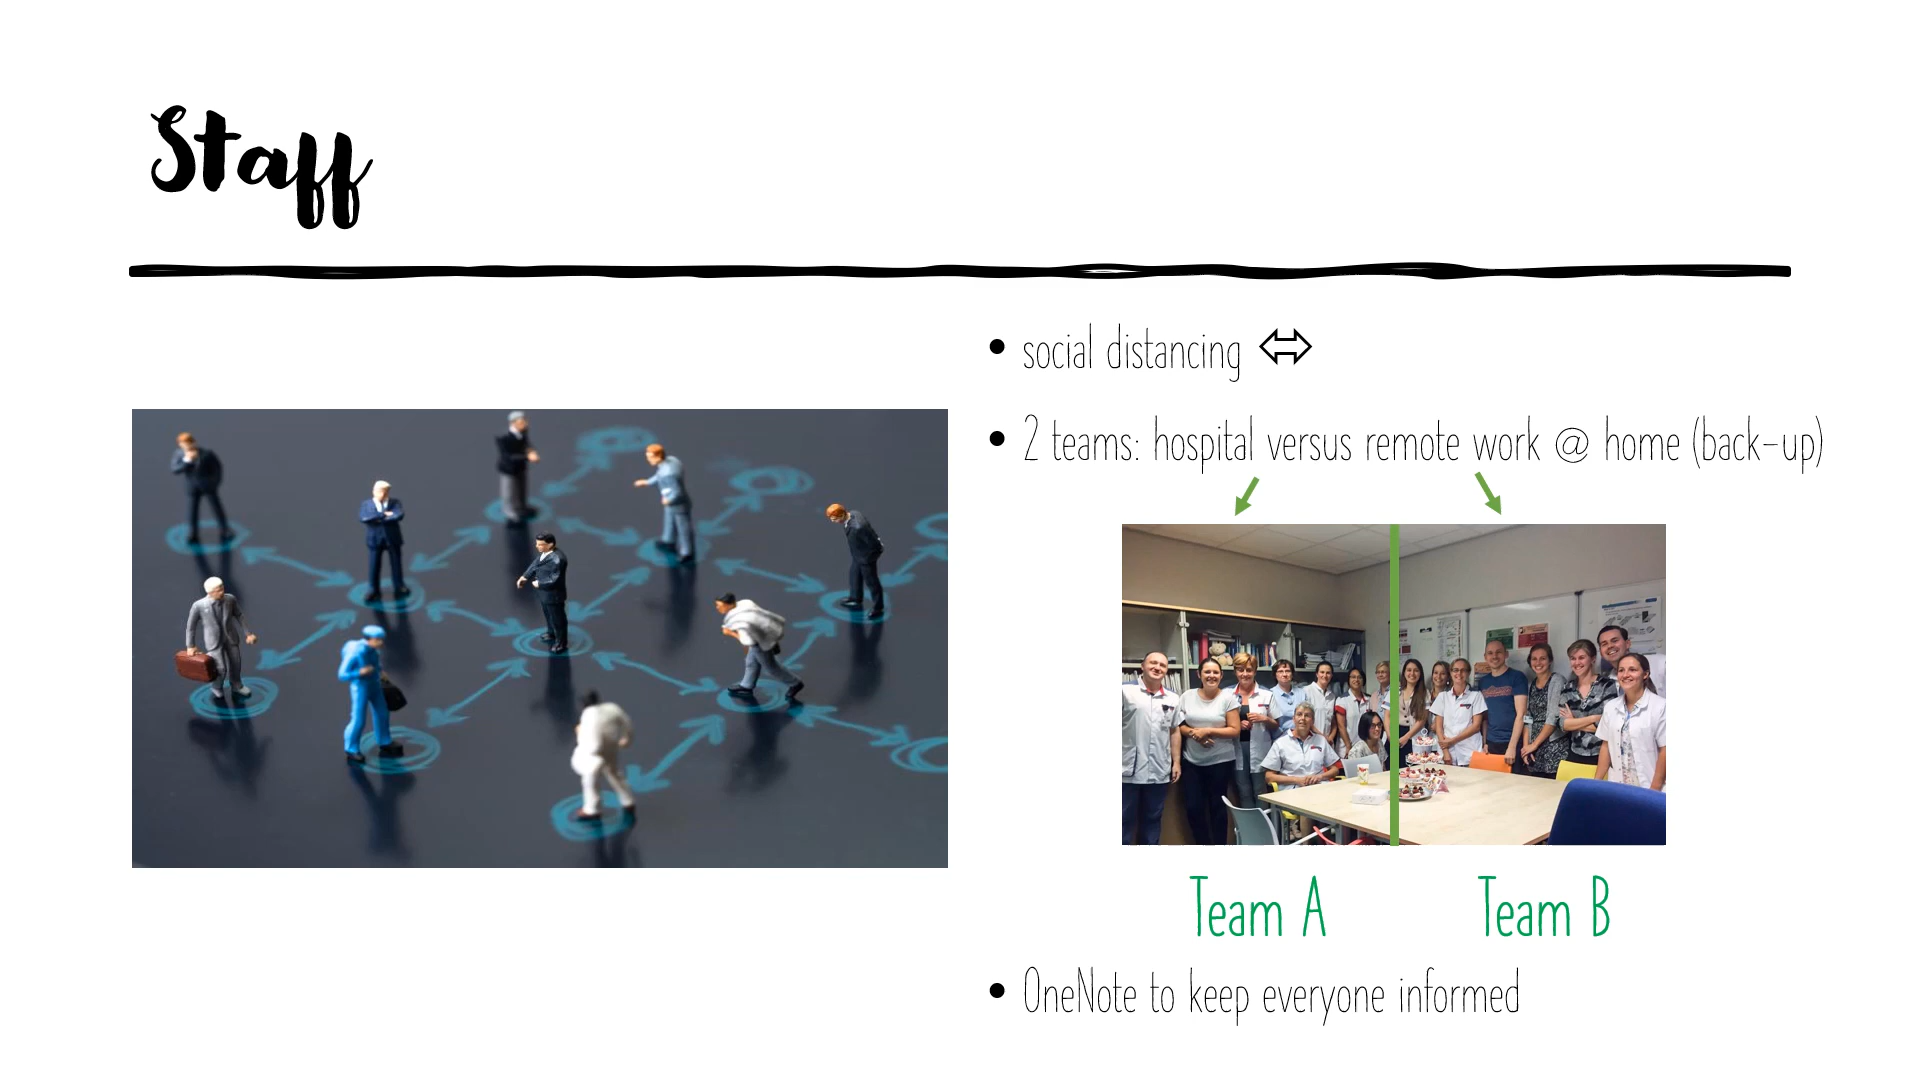 Staff
• social distancing ⬄
• 2 teams: hospital versus remote work @ home (back-up)
Team A
Team B
• OneNote to keep everyone informed